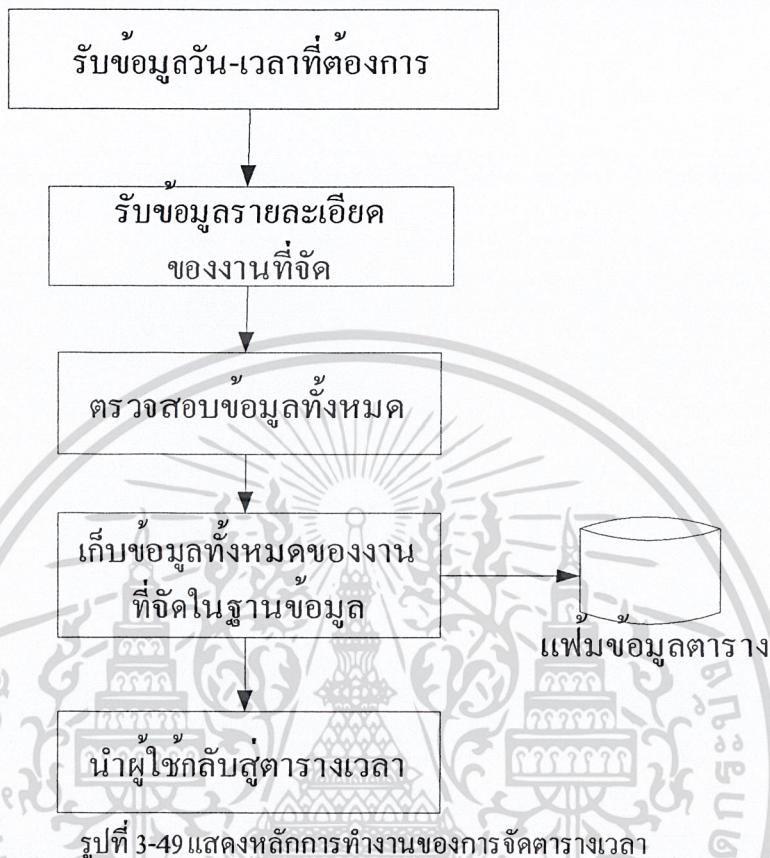 รับข้อมูลวัน-เวลาที่ต้องการ
รับข้อมูลรายละเอียด
ของงานที่จัด
ตรวจสอบข้อมูลทั้งหมด
เก็บข้อมูลทั้งหมดของงาน
ที่จัดในฐานข้อมูล
แฟ้มข้อมูลตาราง
นำผู้ใช้กลับสู่ตารางเวลา
รูปที่ 3-49 แสดงหลักการทำงานของการจัดตารางเวลา